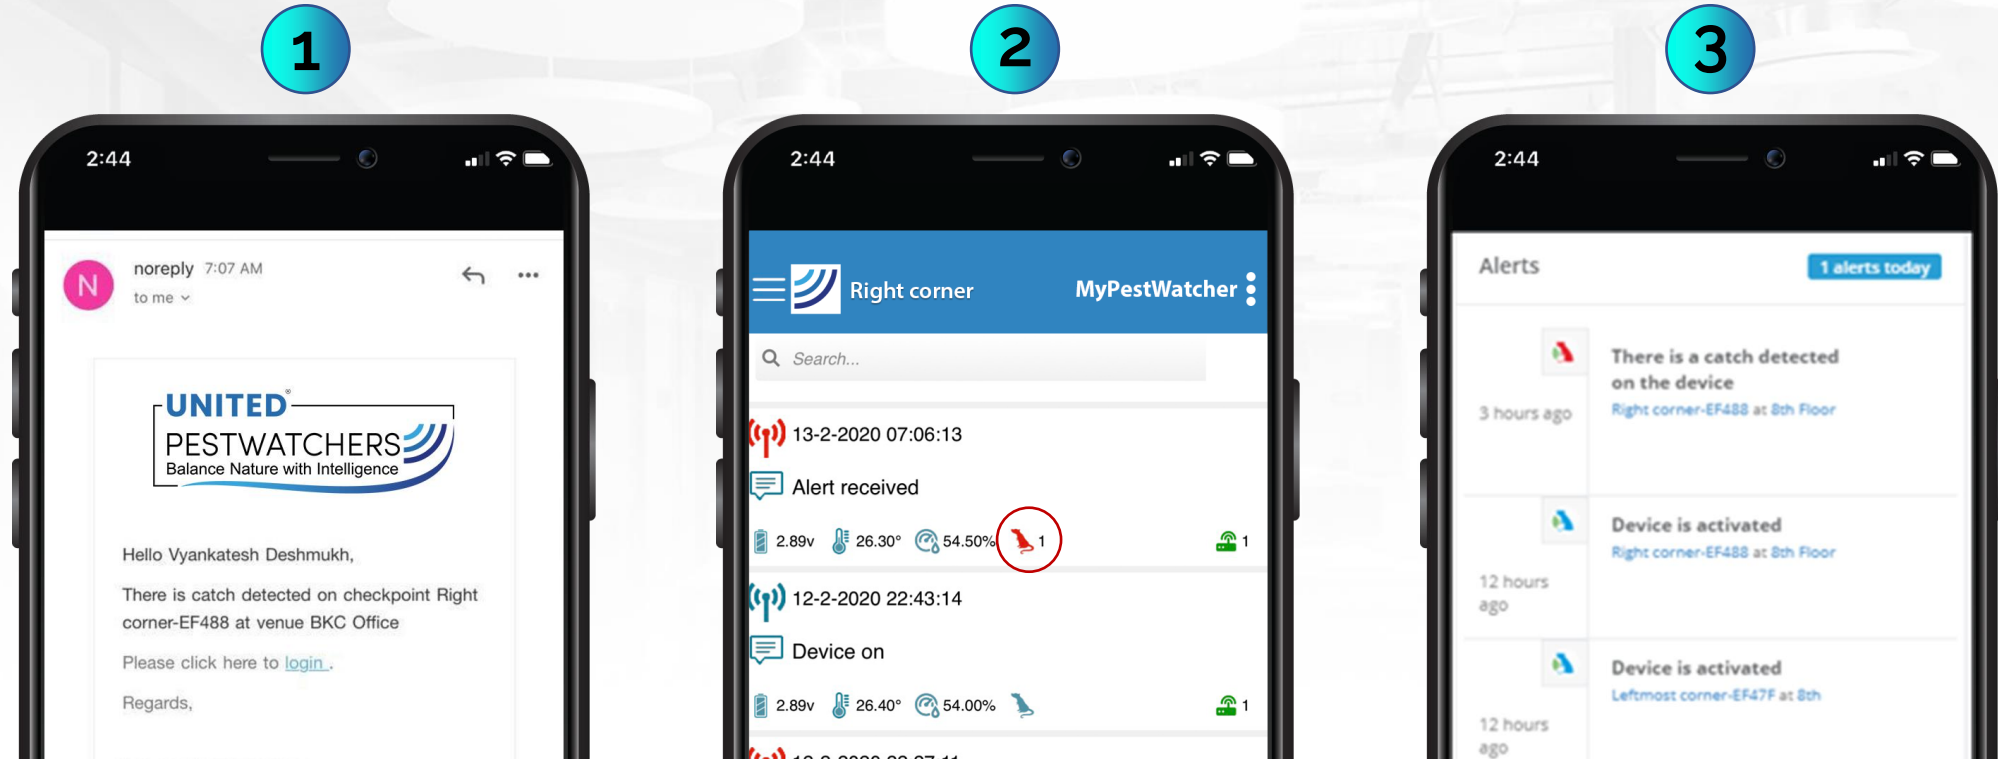 1
2
3
2:44
N
noreply 7:07 AM
to me
UNITED®
PESTWATCHERS
Balance Nature with Intelligence
Hello Vyankatesh Deshmukh,
There is catch detected on checkpoint Right
corner-EF488 at venue BKC Office
Please click here to login .
Regards,
2:44
Right corner MyPestWatcher
Search...
13-2-2020 07:06:13
Alert received
2.89v 26.30° 54.50% 1 1
12-2-2020 22:43:14
Device on
2.89v 26.40° 54.00% 1
2:44
Alerts 1 alerts today
There is a catch detected
on the device
3 hours ago Right corner-EF488 at 8th Floor
Device is activated
Right corner-EF488 at 8th Floor
12 hours
ago
Device is activated
Leftmost corner-EF47F at 8th
12 hours
ago